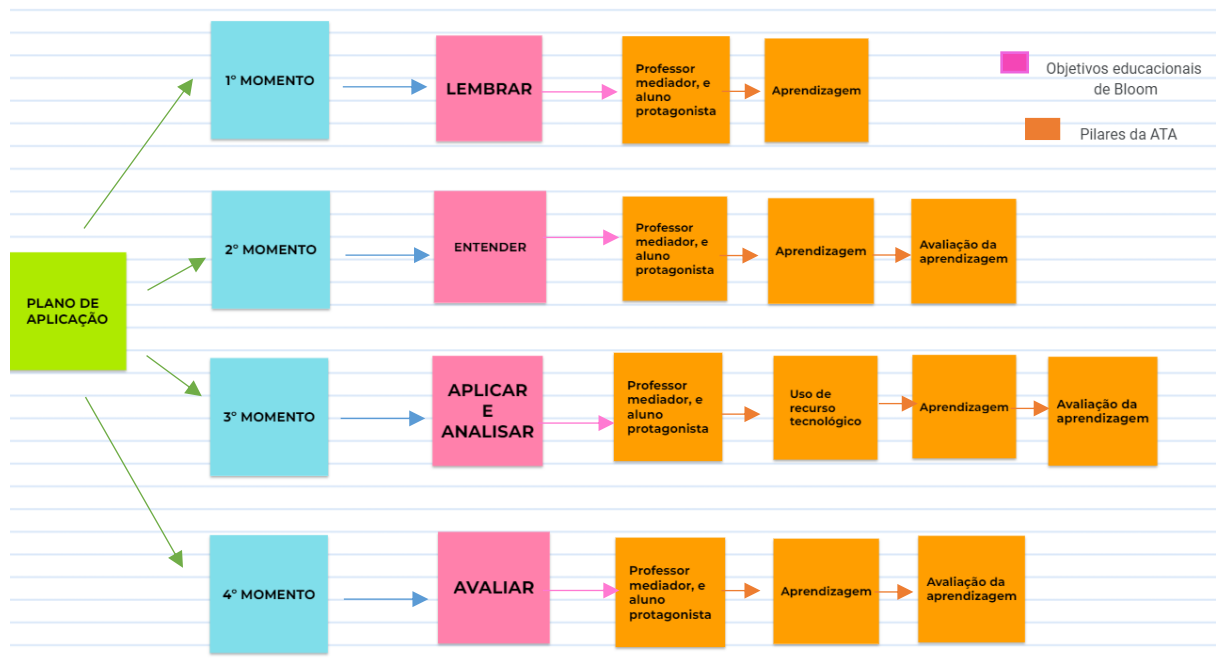 1º MOMENTO
LEMBRAR
Professor
mediador, e
aluno
protagonista
Aprendizagem
Objetivos educacionais
de Bloom
Pilares da ATA
2º MOMENTO
ENTENDER
Professor
mediador, e
aluno
protagonista
Aprendizagem
Avaliação da
aprendizagem
PLANO DE
APLICAÇÃO
3º MOMENTO
APLICAR
E
ANALISAR
Professor
mediador, e
aluno
protagonista
Uso de
recurso
tecnológico
Aprendizagem
Avaliação da
aprendizagem
4º MOMENTO
AVALIAR
Professor
mediador, e
aluno
protagonista
Aprendizagem
Avaliação da
aprendizagem